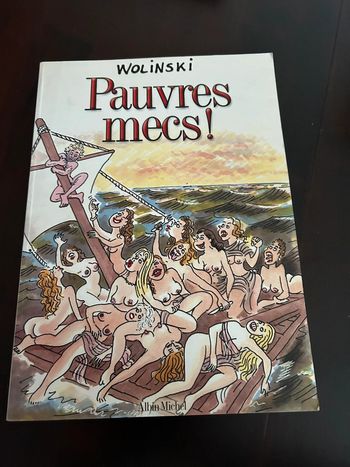 WOLINSKI
Pauvres
mecs!
Albin Michel